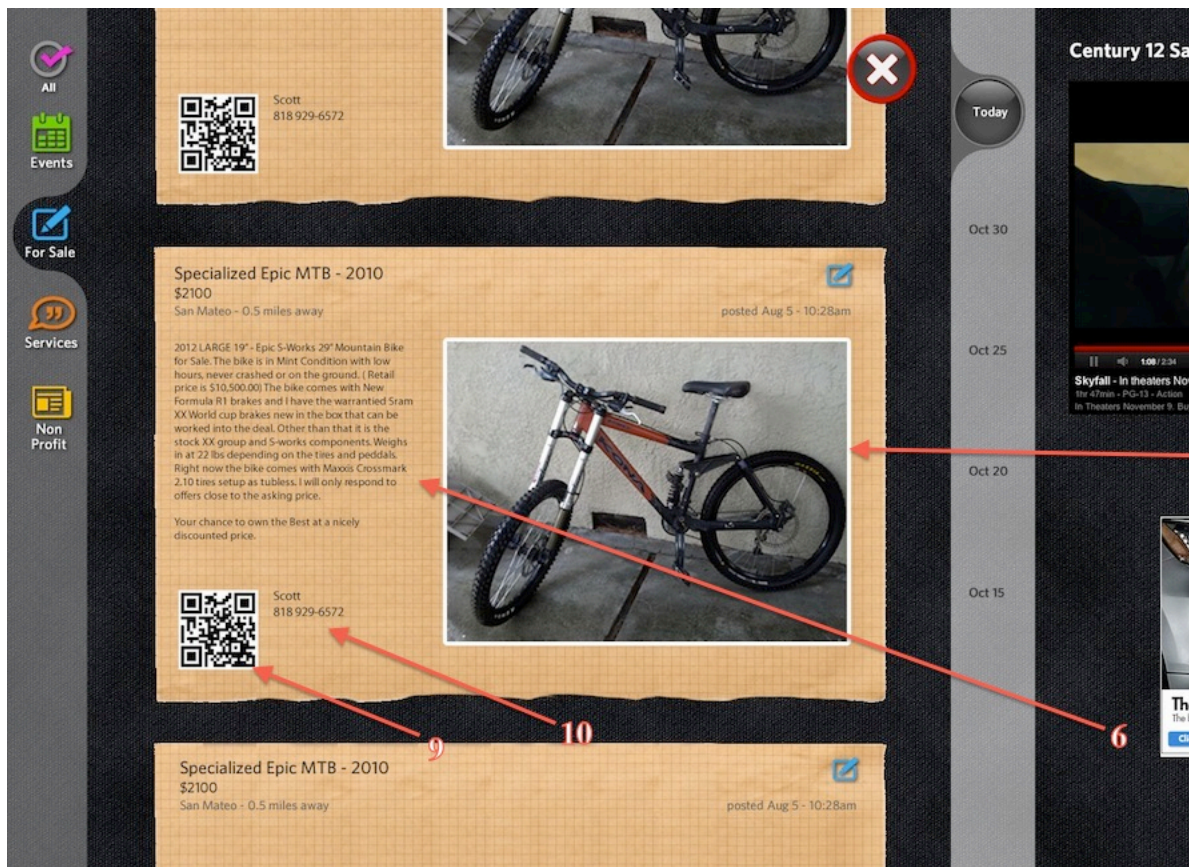 All
Events
For Sale
Services
Non
Profit
Scott
818 929-6572
Specialized Epic MTB - 2010
$2100
San Mateo - 0.5 miles away
posted Aug 5 - 10:28am
2012 LARGE 19" - Epic S-Works 29" Mountain Bike
for Sale. The bike is in Mint Condition with low
hours, never crashed or on the ground. ( Retail
price is $10,500.00) The bike comes with New
Formula R1 brakes and I have the warrantied Sram
XX World cup brakes new in the box that can be
worked into the deal. Other than that it is the
stock XX group and S-works components. Weighs
in at 22 lbs depending on the tires and peddals.
Right now the bike comes with Maxxis Crossmark
2.10 tires setup as tubless. I will only respond to
offers close to the asking price.
Your chance to own the Best at a nicely
discounted price.
Scott
818 929-6572
9
10
6
Specialized Epic MTB - 2010
$2100
San Mateo - 0.5 miles away
posted Aug 5 - 10:28am
Today
Oct 30
Oct 25
Oct 20
Oct 15
Century 12 Sa
1:08 / 2:34
Skyfall - In theaters Nov
1hr 47min - PG-13 - Action
In Theaters November 9. Bu
Th
The
Cli